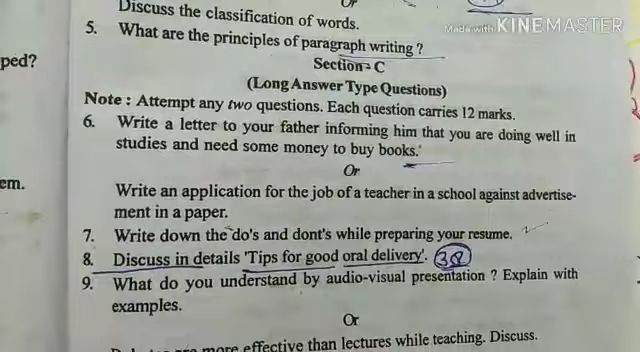 Or
Discuss the classification of words.
5. What are the principles of paragraph writing ?
Made with KINEMASTER
ped?
Section-C
(Long Answer Type Questions)
Note : Attempt any two questions. Each question carries 12 marks.
6. Write a letter to your father informing him that you are doing well in
studies and need some money to buy books.
Or
em.
Write an application for the job of a teacher in a school against advertise-
ment in a paper.
7. Write down the do's and dont's while preparing your resume.
8. Discuss in details 'Tips for good oral delivery'. 38
9. What do you understand by audio-visual presentation ? Explain with
examples.
Or
are more effective than lectures while teaching. Discuss.